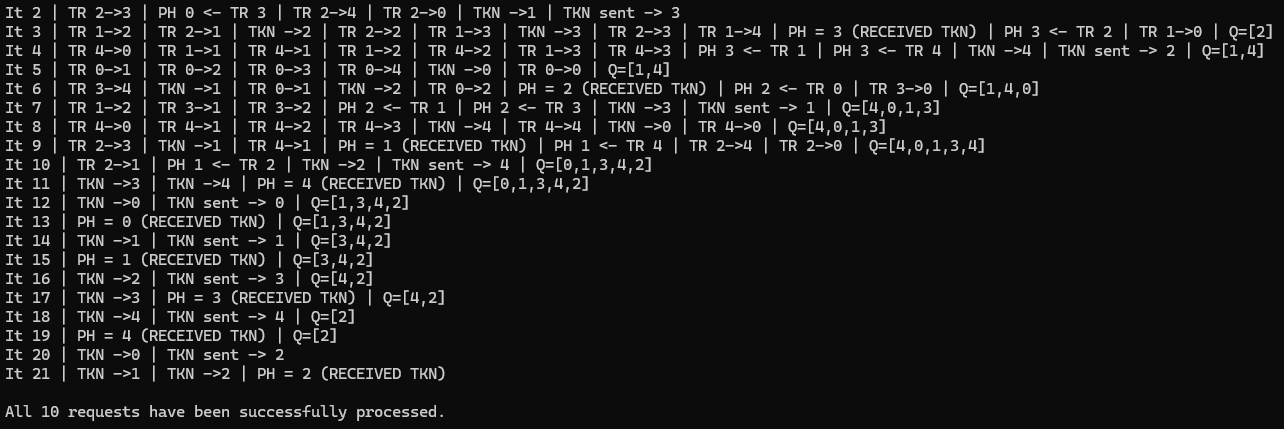 It 2 | TR 2->3 | PH 0 <- TR 3 | TR 2->4 | TR 2->0 | TKN ->1 | TKN sent -> 3
It 3 | TR 1->2 | TR 2->1 | TKN ->2 | TR 2->2 | TR 1->3 | TKN ->3 | TR 2->3 | TR 1->4 | PH = 3 (RECEIVED TKN) | PH 3 <- TR 2 | TR 1->0 | Q=[2]
It 4 | TR 4->0 | TR 1->1 | TR 4->1 | TR 1->2 | TR 4->2 | TR 1->3 | TR 4->3 | PH 3 <- TR 1 | PH 3 <- TR 4 | TKN ->4 | TKN sent -> 2 | Q=[1,4]
It 5 | TR 0->1 | TR 0->2 | TR 0->3 | TR 0->4 | TKN ->0 | TR 0->0 | Q=[1,4]
It 6 | TR 3->4 | TKN ->1 | TR 0->1 | TKN ->2 | TR 0->2 | PH = 2 (RECEIVED TKN) | PH 2 <- TR 0 | TR 3->0 | Q=[1,4,0]
It 7 | TR 1->2 | TR 3->1 | TR 3->2 | PH 2 <- TR 1 | PH 2 <- TR 3 | TKN ->3 | TKN sent -> 1 | Q=[4,0,1,3]
It 8 | TR 4->0 | TR 4->1 | TR 4->2 | TR 4->3 | TKN ->4 | TR 4->4 | TKN ->0 | TR 4->0 | Q=[4,0,1,3]
It 9 | TR 2->3 | TKN ->1 | TR 4->1 | PH = 1 (RECEIVED TKN) | PH 1 <- TR 4 | TR 2->4 | TR 2->0 | Q=[4,0,1,3,4]
It 10 | TR 2->1 | PH 1 <- TR 2 | TKN ->2 | TKN sent -> 4 | Q=[0,1,3,4,2]
It 11 | TKN ->3 | TKN ->4 | PH = 4 (RECEIVED TKN) | Q=[0,1,3,4,2]
It 12 | TKN ->0 | TKN sent -> 0 | Q=[1,3,4,2]
It 13 | PH = 0 (RECEIVED TKN) | Q=[1,3,4,2]
It 14 | TKN ->1 | TKN sent -> 1 | Q=[3,4,2]
It 15 | PH = 1 (RECEIVED TKN) | Q=[3,4,2]
It 16 | TKN ->2 | TKN sent -> 3 | Q=[4,2]
It 17 | TKN ->3 | PH = 3 (RECEIVED TKN) | Q=[4,2]
It 18 | TKN ->4 | TKN sent -> 4 | Q=[2]
It 19 | PH = 4 (RECEIVED TKN) | Q=[2]
It 20 | TKN ->0 | TKN sent -> 2
It 21 | TKN ->1 | TKN ->2 | PH = 2 (RECEIVED TKN)
All 10 requests have been successfully processed.